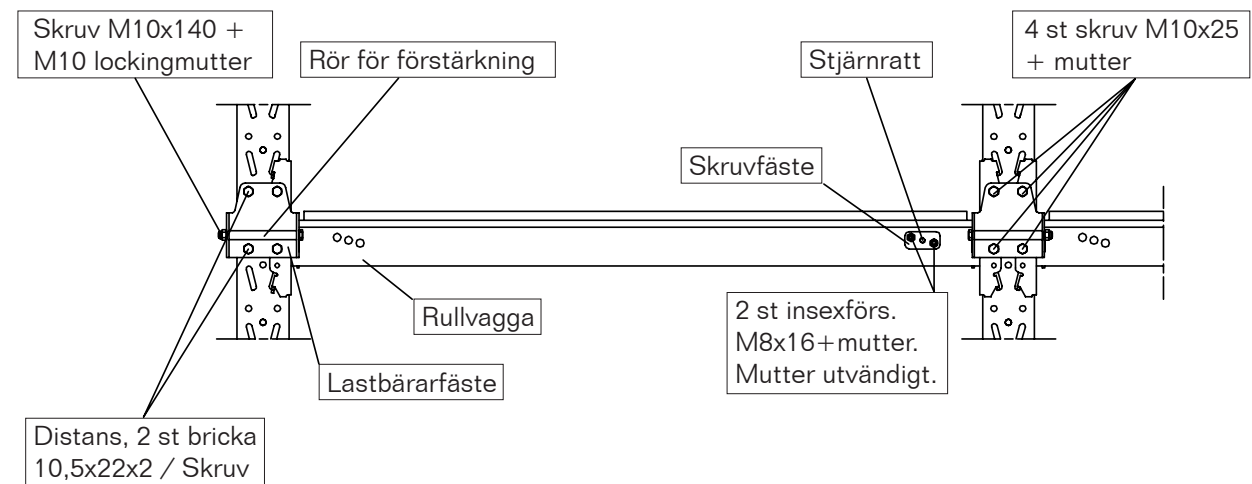 Skruv M10x140 +
M10 lockingmutter
Rör för förstärkning
Stjärnratt
4 st skruv M10x25
+ mutter
Skruvfäste
Rullvagga
2 st insexförs.
M8x16+mutter.
Mutter utvändigt.
Lastbärarfäste
Distans, 2 st bricka
10,5x22x2 / Skruv